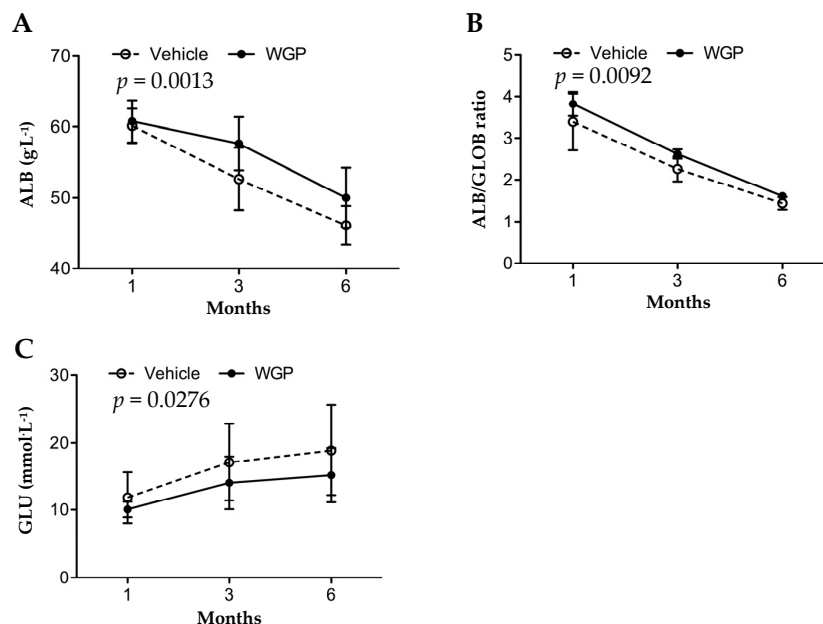 A
Vehicle WGP
p = 0.0013
70
60
50
40
ALB (g·L⁻¹)
1 3 6
Months
B
Vehicle WGP
p = 0.0092
5
4
3
2
1
0
ALB/GLOB ratio
1 3 6
Months
C
Vehicle WGP
p = 0.0276
30
20
10
0
GLU (mmol·L⁻¹)
1 3 6
Months